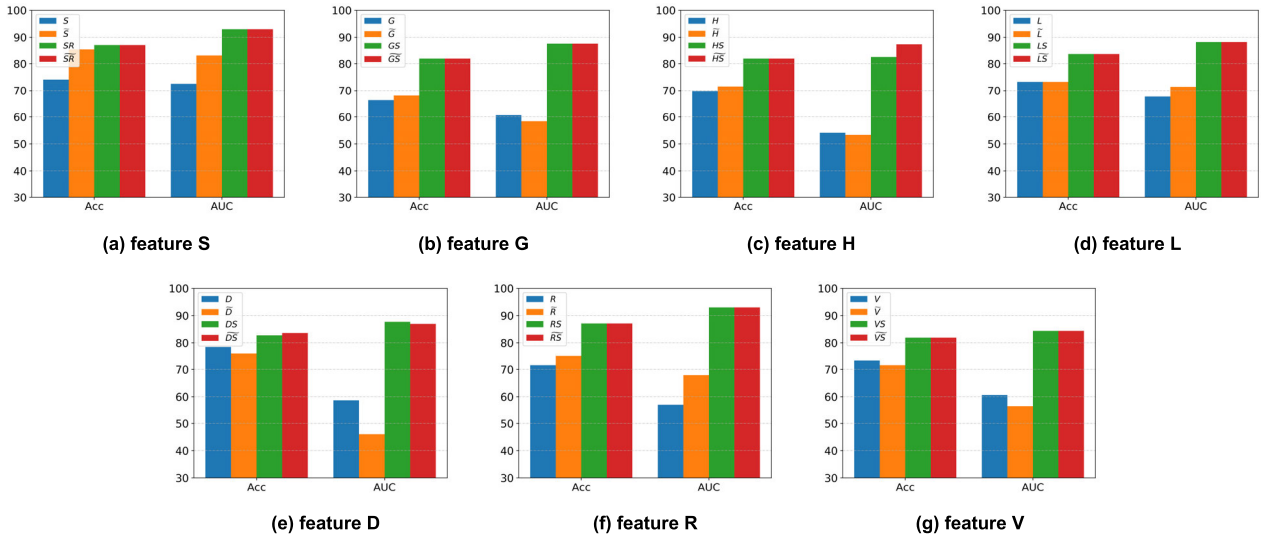 100
90
80
70
60
50
40
30
S
S̃
SR
S͠R
Acc
AUC
(a) feature S
100
90
80
70
60
50
40
30
G
G̃
GS
G͠S
Acc
AUC
(b) feature G
100
90
80
70
60
50
40
30
H
H̃
HS
H͠S
Acc
AUC
(c) feature H
100
90
80
70
60
50
40
30
L
L̃
LS
L͠S
Acc
AUC
(d) feature L
100
90
80
70
60
50
40
30
D
D̃
DS
D͠S
Acc
AUC
(e) feature D
100
90
80
70
60
50
40
30
R
R̃
RS
R͠S
Acc
AUC
(f) feature R
100
90
80
70
60
50
40
30
V
Ṽ
VS
V͠S
Acc
AUC
(g) feature V